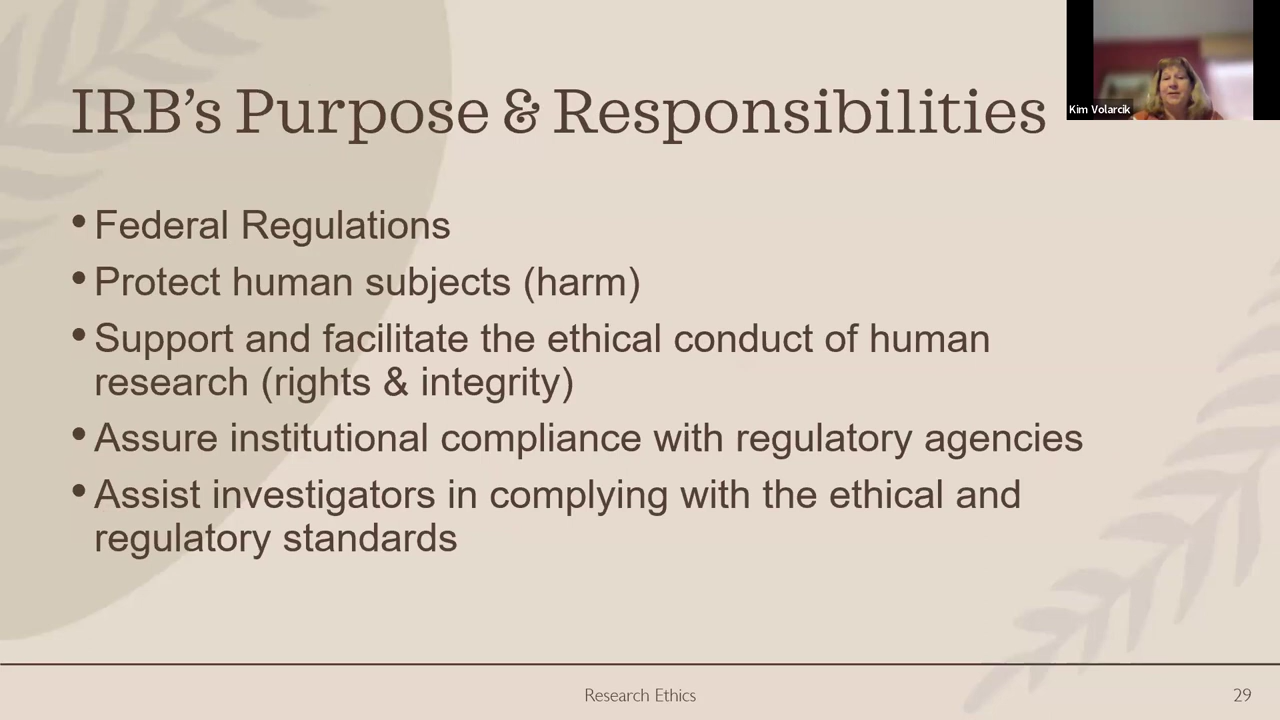 IRB’s Purpose & Responsibilities
Kim Volarcik
• Federal Regulations
• Protect human subjects (harm)
• Support and facilitate the ethical conduct of human
research (rights & integrity)
• Assure institutional compliance with regulatory agencies
• Assist investigators in complying with the ethical and
regulatory standards
Research Ethics
29